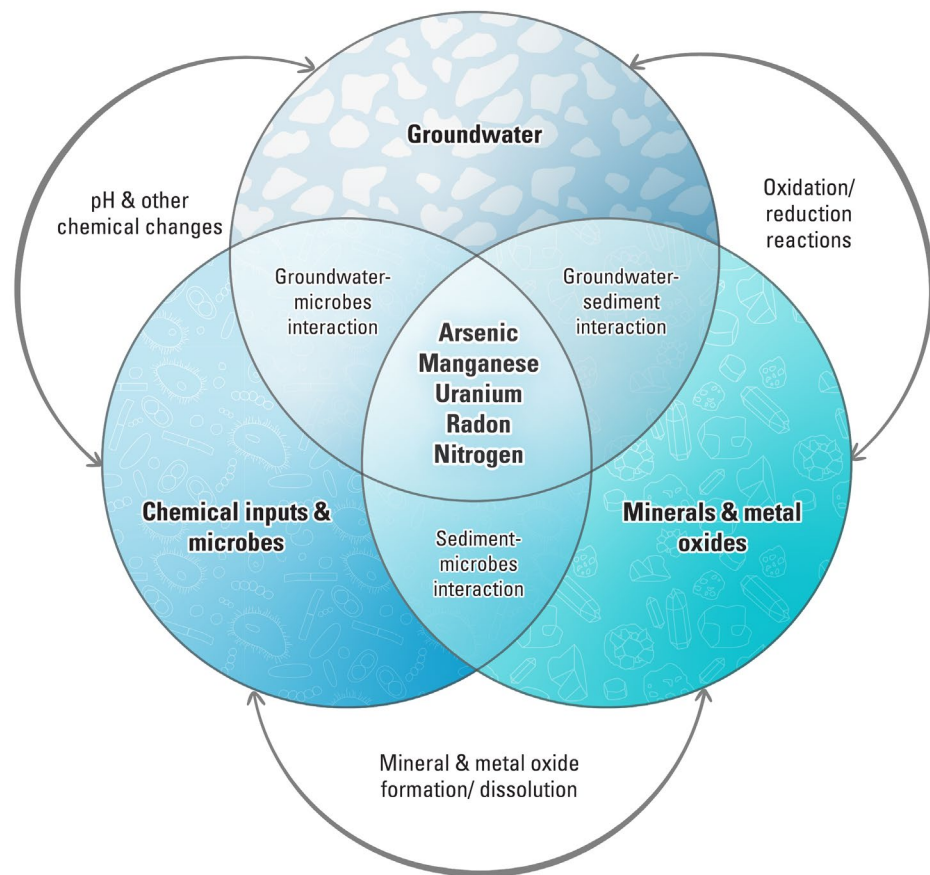 Groundwater
pH & other
chemical changes
Oxidation/
reduction
reactions
Groundwater-
microbes
interaction
Groundwater-
sediment
interaction
Arsenic
Manganese
Uranium
Radon
Nitrogen
Chemical inputs &
microbes
Minerals & metal
oxides
Sediment-
microbes
interaction
Mineral & metal oxide
formation/ dissolution